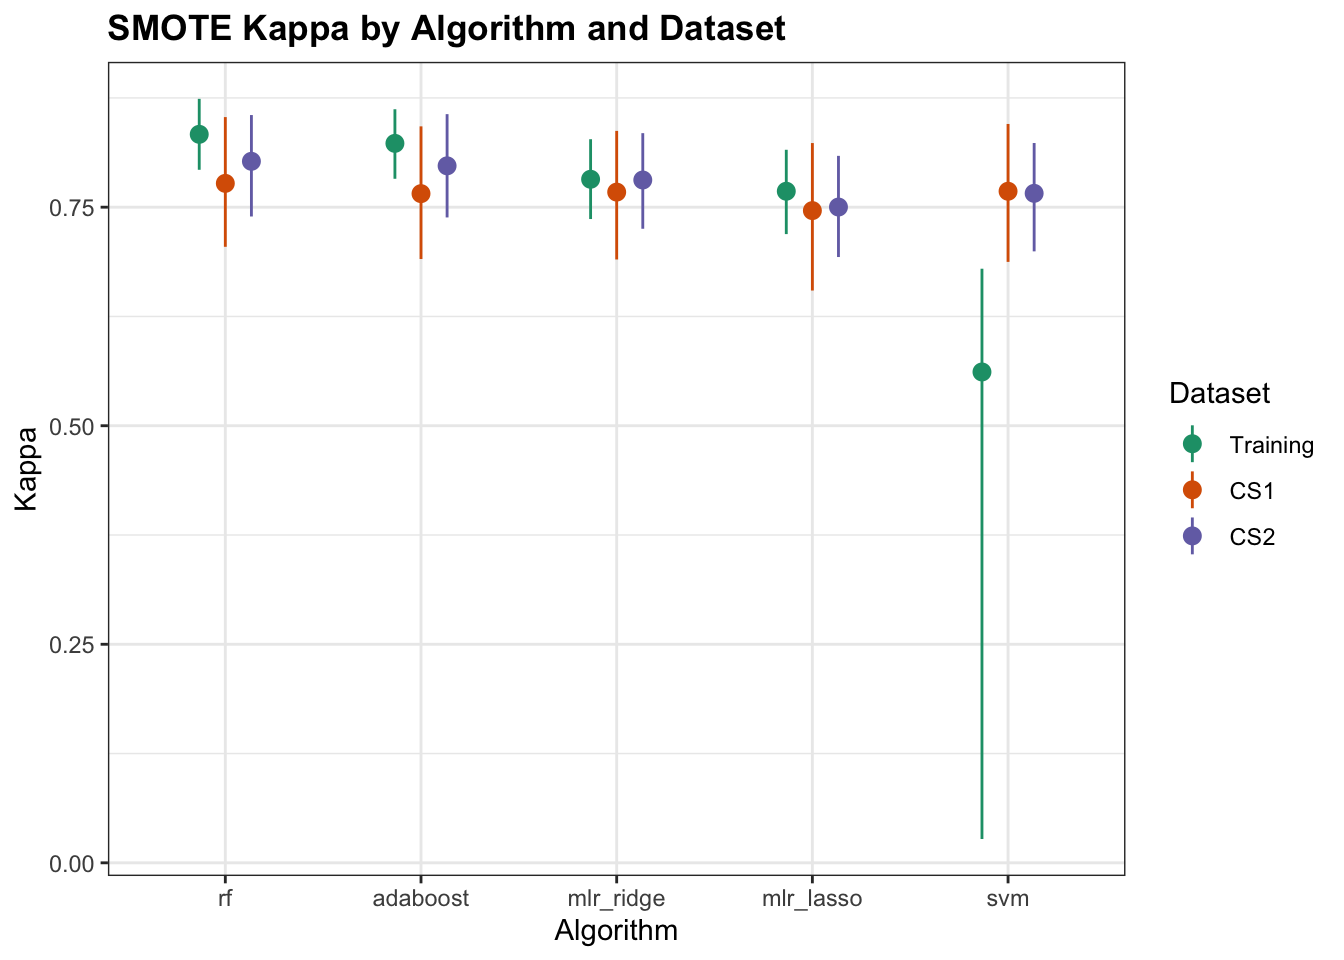 SMOTE Kappa by Algorithm and Dataset
Kappa
0.75
0.50
0.25
0.00
rf adaboost mlr_ridge mlr_lasso svm
Algorithm
Dataset
Training
CS1
CS2